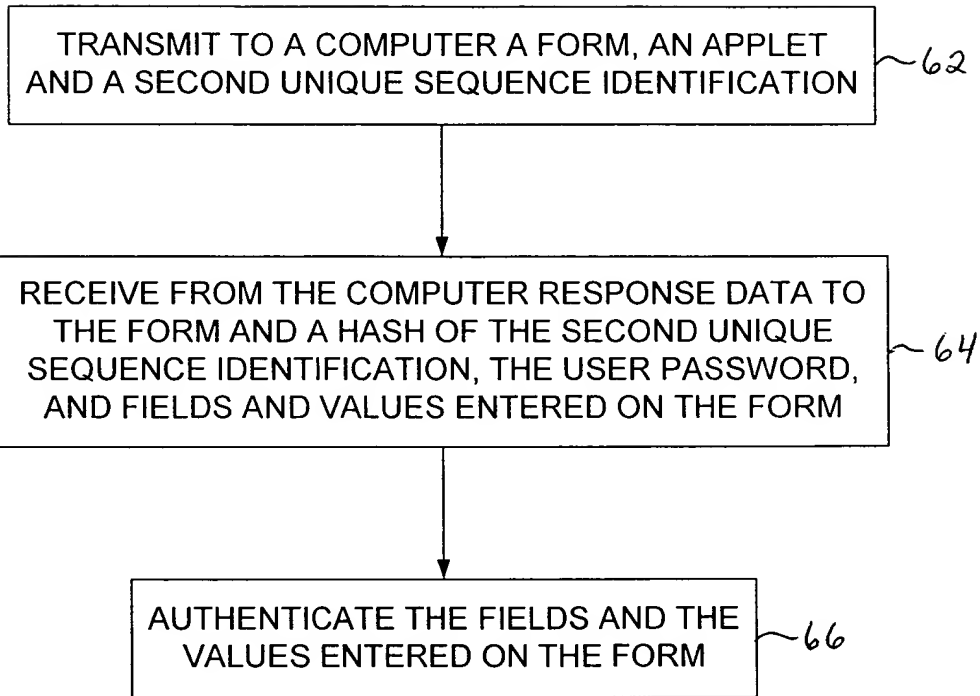 TRANSMIT TO A COMPUTER A FORM, AN APPLET
AND A SECOND UNIQUE SEQUENCE IDENTIFICATION
62
RECEIVE FROM THE COMPUTER RESPONSE DATA TO
THE FORM AND A HASH OF THE SECOND UNIQUE
SEQUENCE IDENTIFICATION, THE USER PASSWORD,
AND FIELDS AND VALUES ENTERED ON THE FORM
64
AUTHENTICATE THE FIELDS AND THE
VALUES ENTERED ON THE FORM
66